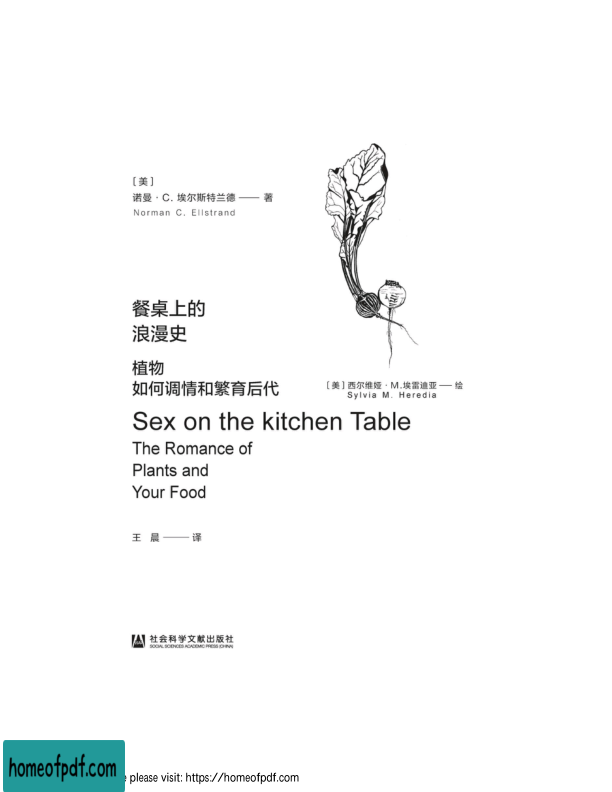 [美]
诺曼·C. 埃尔斯特兰德 —— 著
Norman C. Ellstrand
餐桌上的
浪漫史
植物
如何调情和繁育后代
[美]西尔维娅·M.埃雷迪亚 — 绘
Sylvia M. Heredia
Sex on the kitchen Table
The Romance of
Plants and
Your Food
王 晨 —— 译
社会科学文献出版社
SOCIAL SCIENCES ACADEMIC PRESS (CHINA)
homeofpdf.com
please visit: https://homeofpdf.com